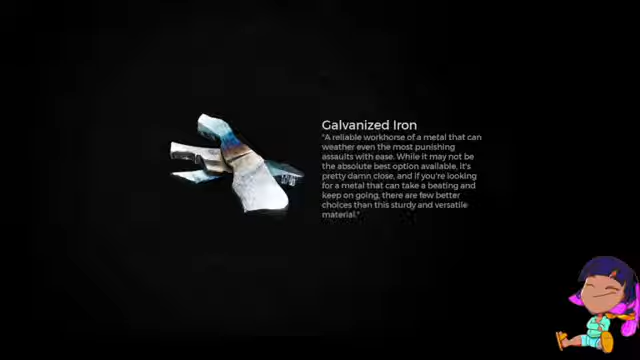 Galvanized Iron
"A reliable workhorse of a metal that can
weather even the most punishing
assaults with ease. While it may not be
the absolute best option available, it's
pretty damn close, and if you're looking
for a metal that can take a beating and
keep on going, there are few better
choices than this sturdy and versatile
material."